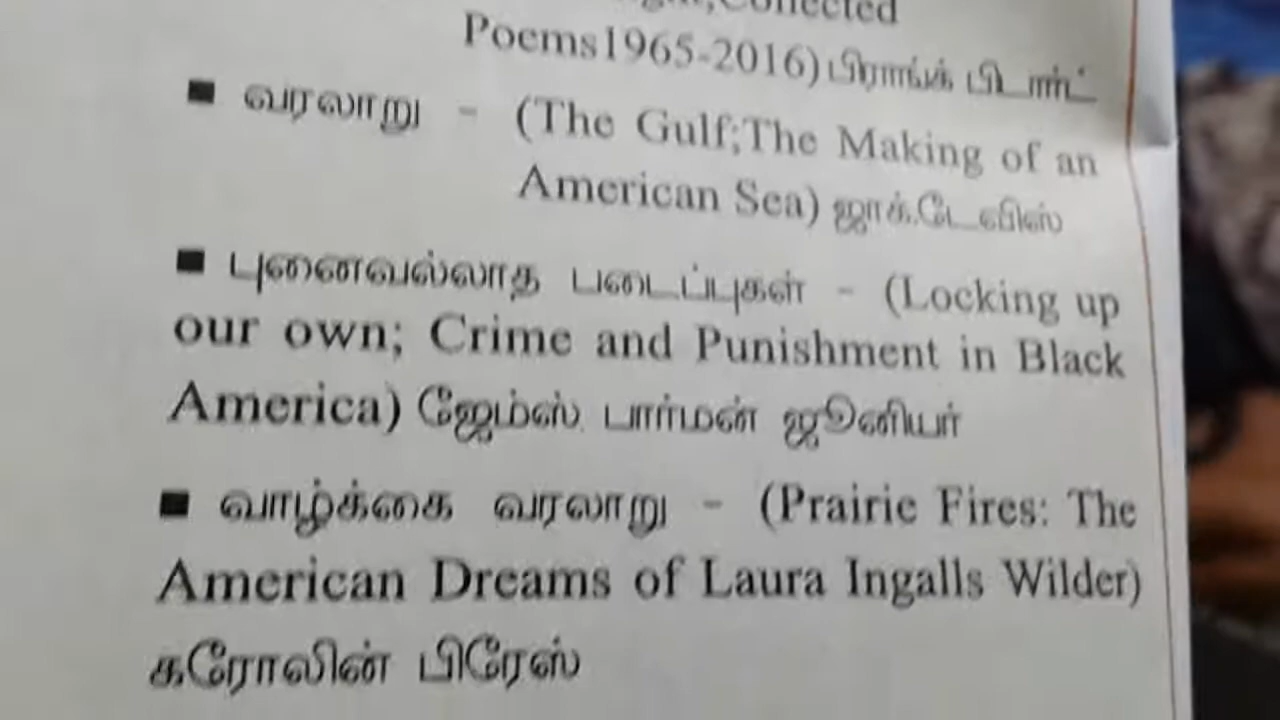 Collected
Poems1965-2016) பிராங்க் பிடார்ட்
■ வரலாறு - (The Gulf;The Making of an
American Sea) ஜாக்.டேவிஸ்
■ புனைவல்லாத படைப்புகள் - (Locking up
our own; Crime and Punishment in Black
America) ஜேம்ஸ் பார்மன் ஜூனியர்
■ வாழ்க்கை வரலாறு - (Prairie Fires: The
American Dreams of Laura Ingalls Wilder)
கரோலின் பிரேஸ்